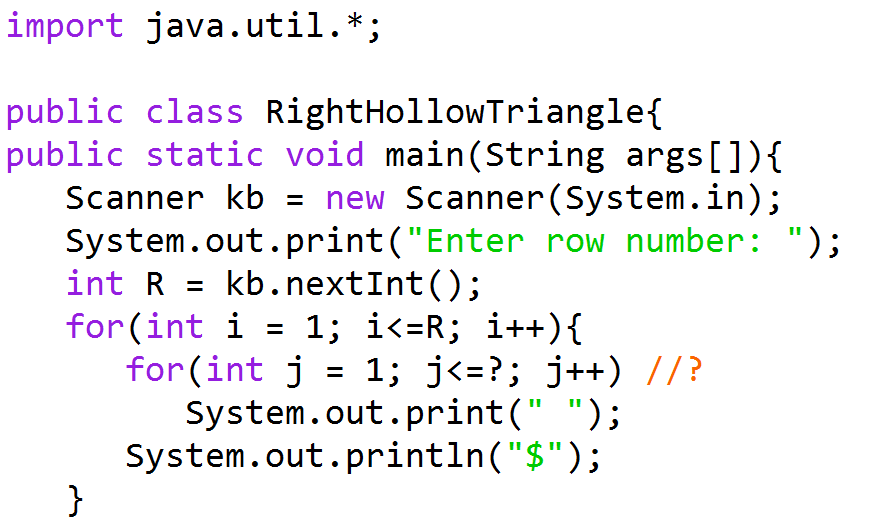 import java.util.*;
public class RightHollowTriangle{
public static void main(String args[]){
Scanner kb = new Scanner(System.in);
System.out.print("Enter row number: ");
int R = kb.nextInt();
for(int i = 1; i<=R; i++){
for(int j = 1; j<=?; j++) //?
System.out.print(" ");
System.out.println("$");
}